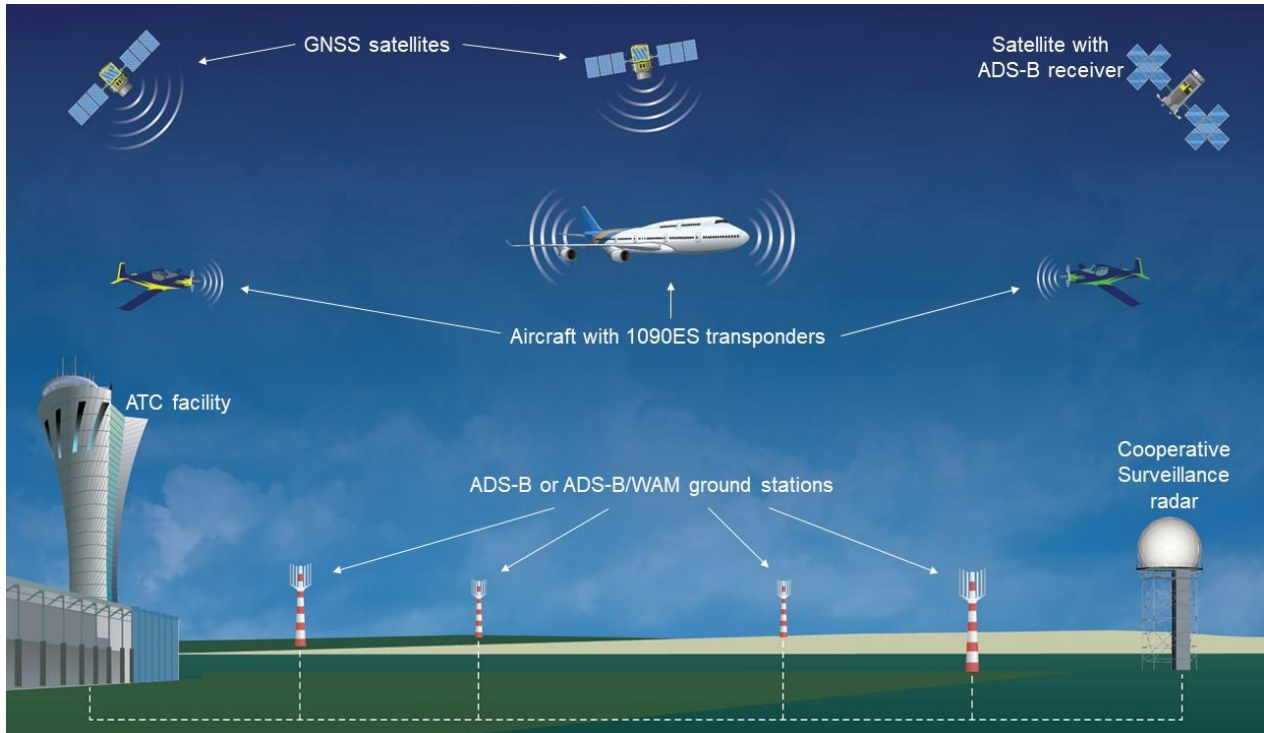 GNSS satellites
Satellite with
ADS-B receiver
Aircraft with 1090ES transponders
ATC facility
Cooperative
Surveillance
radar
ADS-B or ADS-B/WAM ground stations